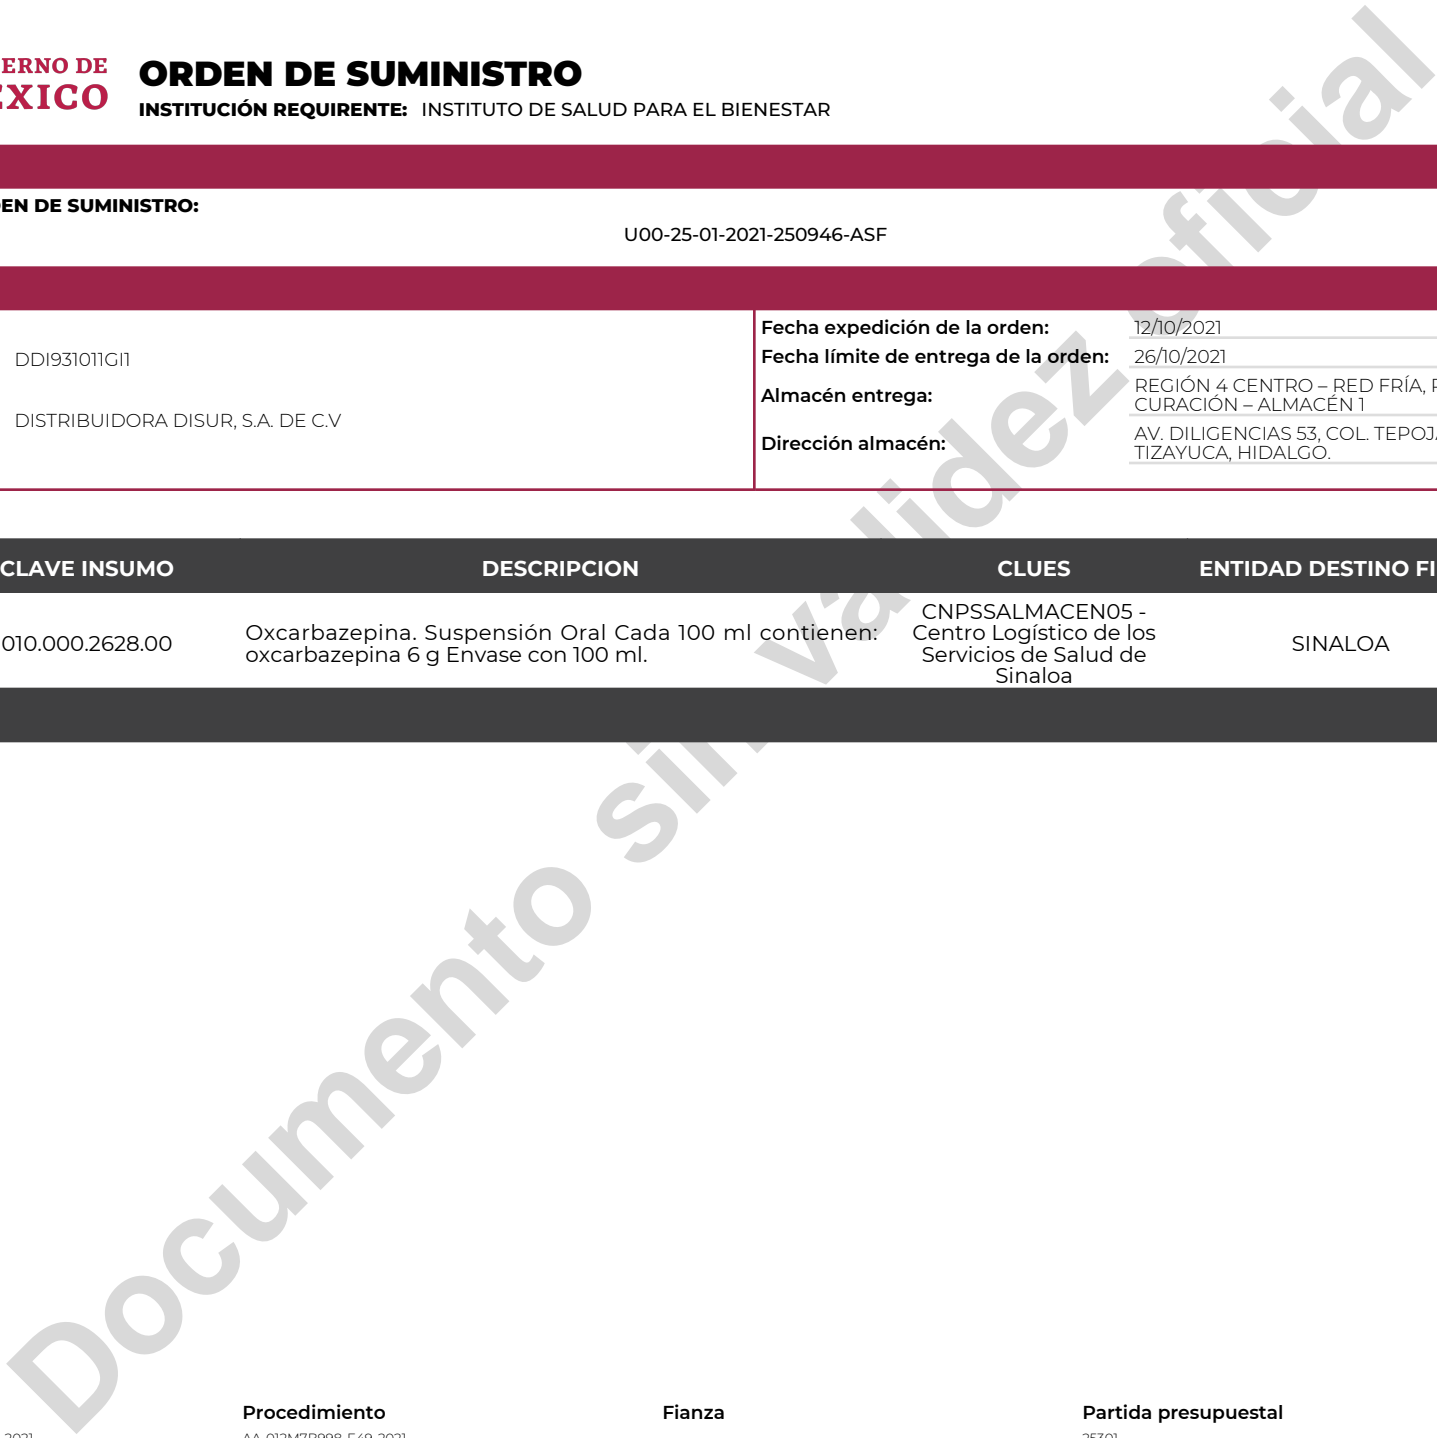 ERNO DE
ORDEN DE SUMINISTRO
INSTITUCIÓN REQUIRENTE: INSTITUTO DE SALUD PARA EL BIENESTAR
EN DE SUMINISTRO:
U00-25-01-2021-250946-ASF
DDI931011GI1
DISTRIBUIDORA DISUR, S.A. DE C.V
Fecha expedición de la orden: 12/10/2021
Fecha límite de entrega de la orden: 26/10/2021
Almacén entrega: REGIÓN 4 CENTRO – RED FRÍA,
CURACIÓN – ALMACÉN 1
Dirección almacén: AV. DILIGENCIAS 53, COL.
TIZAYUCA, HIDALGO.
CLAVE INSUMO DESCRIPCION CLUES ENTIDAD DESTINO
010.000.2628.00
Oxcarbazepina. Suspensión Oral Cada 100 ml contienen:
oxcarbazepina 6 g Envase con 100 ml.
CNPSSALMACEN05 -
Centro Logístico de los
Servicios de Salud de
Sinaloa
SINALOA
Documento sin validez oficial
Procedimiento Fianza Partida presupuestal